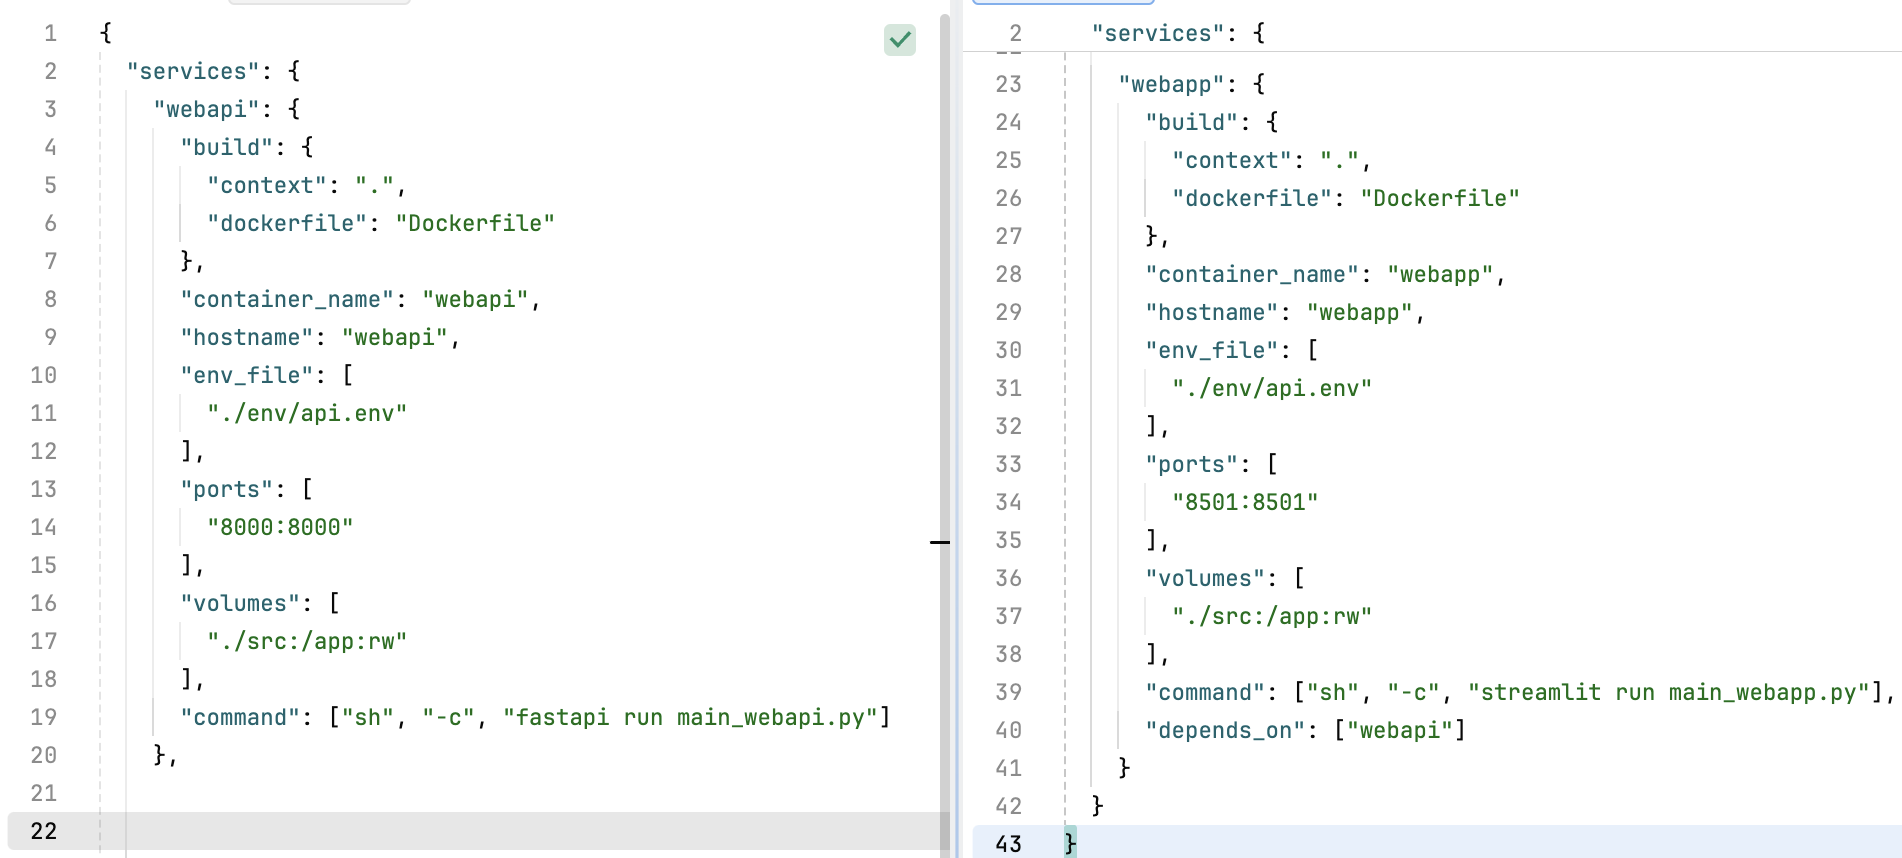 1 {
2 "services": {
3 "webapi": {
4 "build": {
5 "context": ".",
6 "dockerfile": "Dockerfile"
7 },
8 "container_name": "webapi",
9 "hostname": "webapi",
10 "env_file": [
11 "./env/api.env"
12 ],
13 "ports": [
14 "8000:8000"
15 ],
16 "volumes": [
17 "./src:/app:rw"
18 ],
19 "command": ["sh", "-c", "fastapi run main_webapi.py"]
20 },
21
22
2 "services": {
23 "webapp": {
24 "build": {
25 "context": ".",
26 "dockerfile": "Dockerfile"
27 },
28 "container_name": "webapp",
29 "hostname": "webapp",
30 "env_file": [
31 "./env/api.env"
32 ],
33 "ports": [
34 "8501:8501"
35 ],
36 "volumes": [
37 "./src:/app:rw"
38 ],
39 "command": ["sh", "-c", "streamlit run main_webapp.py"],
40 "depends_on": ["webapi"]
41 }
42 }
43 }